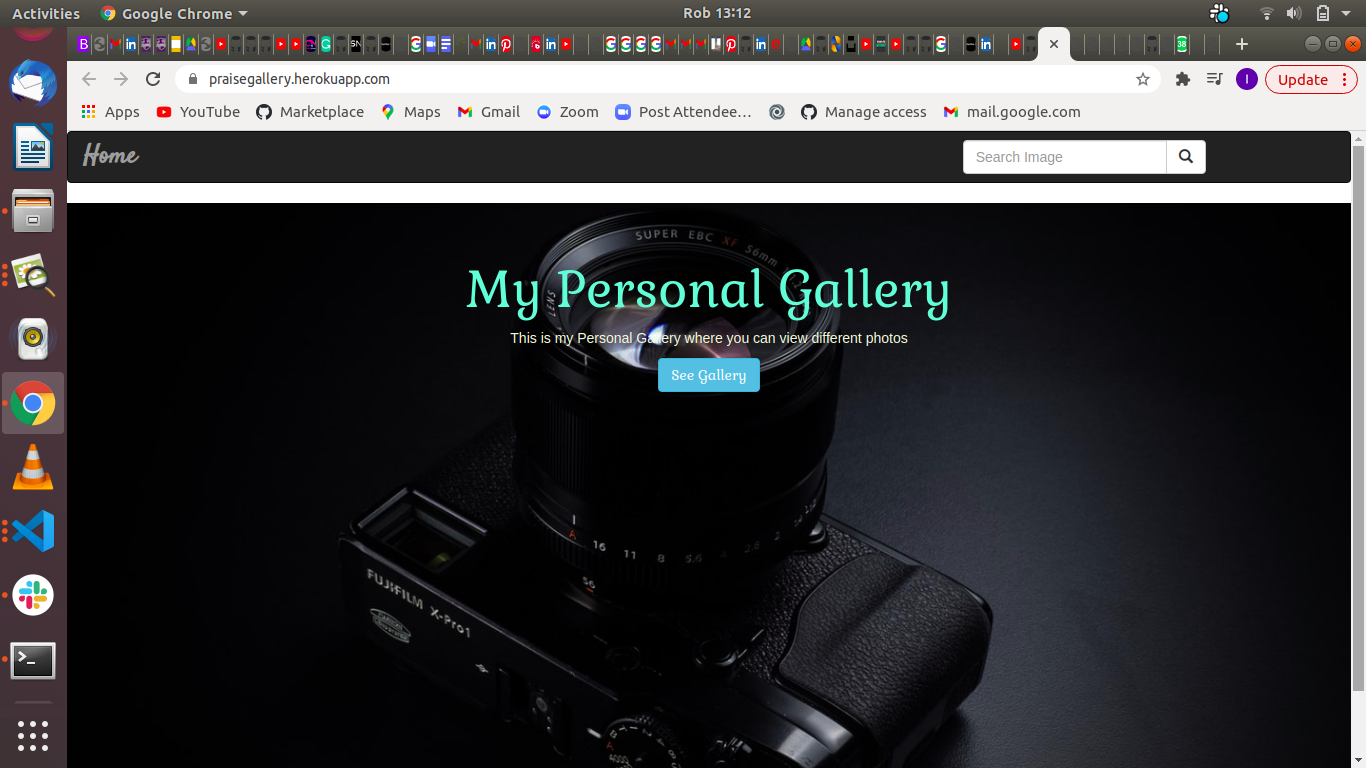 Activities Google Chrome Rob 13:12
praisegallery.herokuapp.com I Update
Apps YouTube Marketplace Maps Gmail Zoom Post Attendee… Manage access mail.google.com
Home Search Image
SUPER EBC XF 56mm
LENS
My Personal Gallery
This is my Personal Gallery where you can view different photos
See Gallery
A 16 11 8 5.6 4 2.8 2
56
FUJIFILM X-Pro1